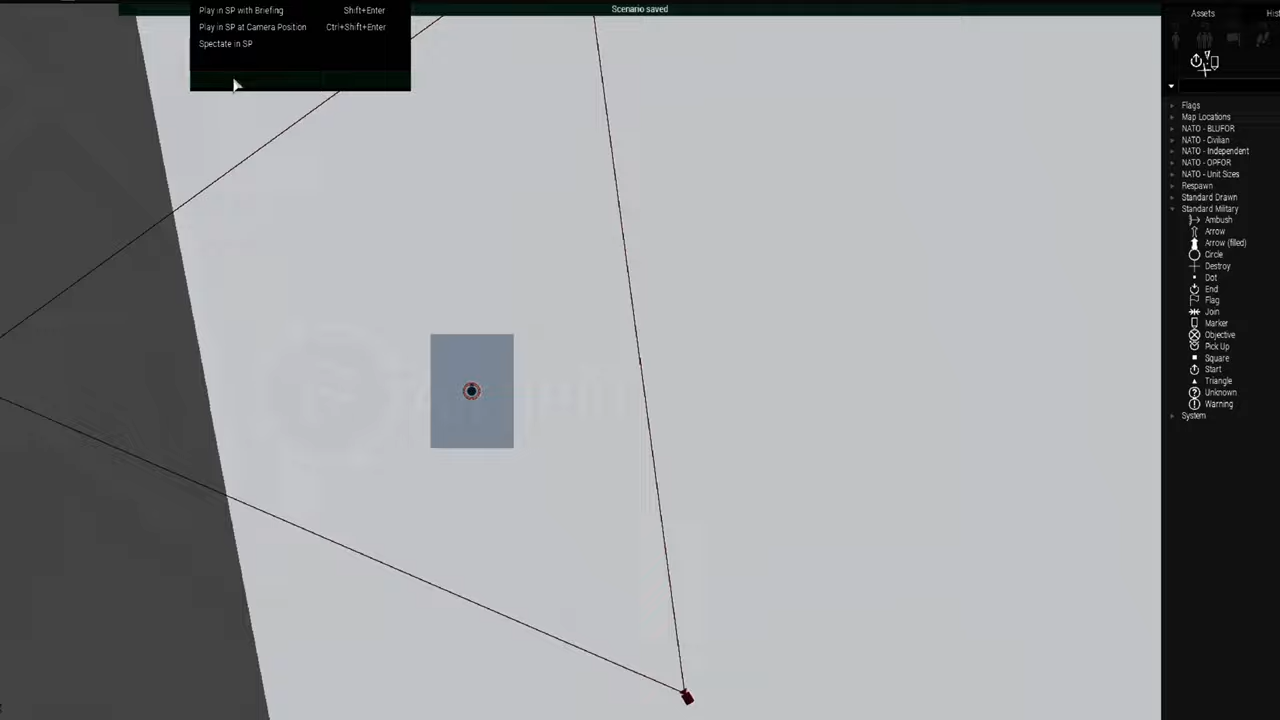 Scenario saved
Play in SP with Briefing Shift+Enter
Play in SP at Camera Position Ctrl+Shift+Enter
Spectate in SP
Assets
Flags
Map Locations
NATO - BLUFOR
NATO - Civilian
NATO - Independent
NATO - OPFOR
NATO - Unit Sizes
Respawn
Standard Drawn
Standard Military
Ambush
Arrow
Arrow (filled)
Circle
Destroy
Dot
End
Flag
Join
Marker
Objective
Pick Up
Square
Start
Triangle
Unknown
Warning
System